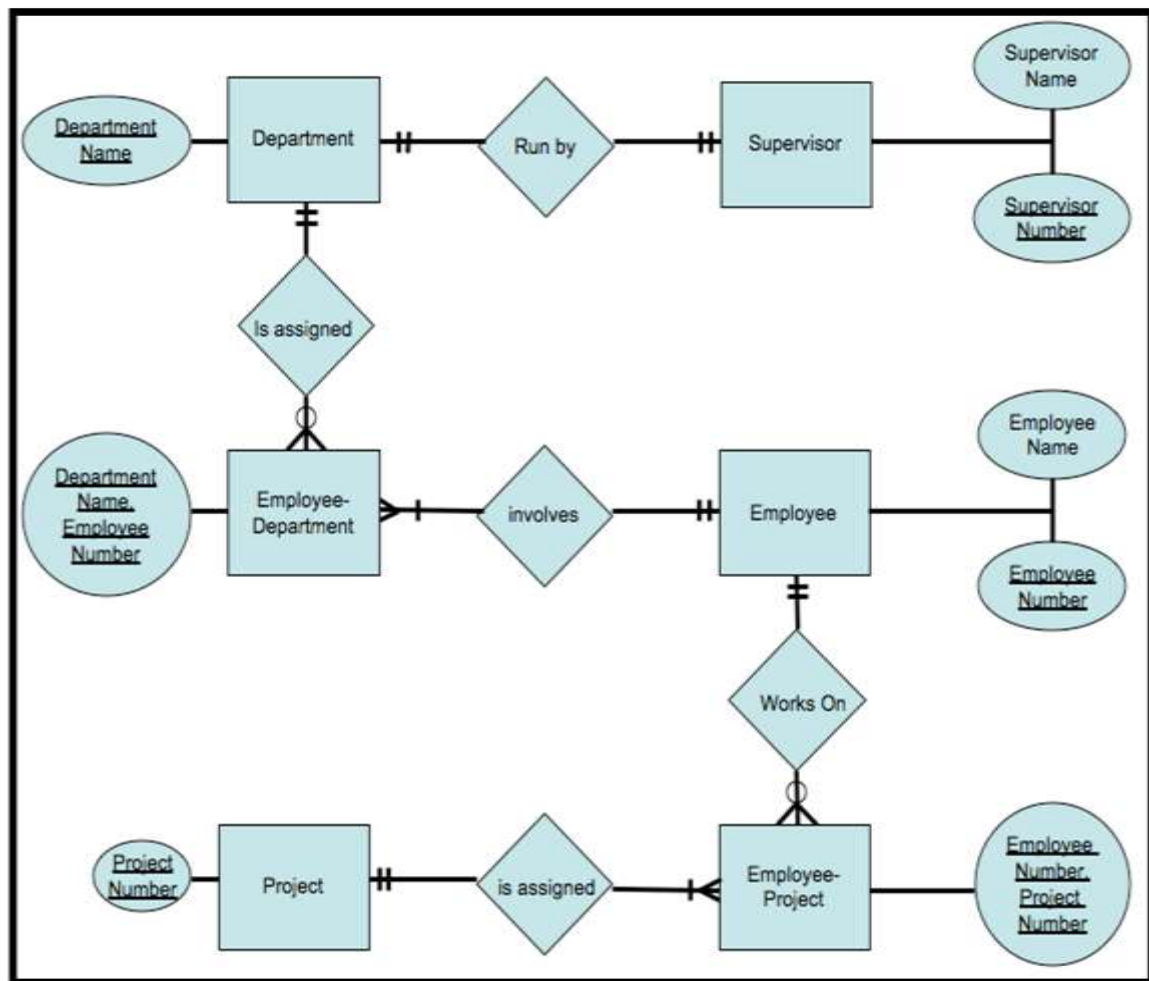 Supervisor
Name
Department
Name
Department
Run by
Supervisor
Supervisor
Number
Is assigned
Department
Name,
Employee
Number
Employee-
Department
involves
Employee
Employee
Name
Employee
Number
Works On
Project
Number
Project
is assigned
Employee-
Project
Employee
Number,
Project
Number